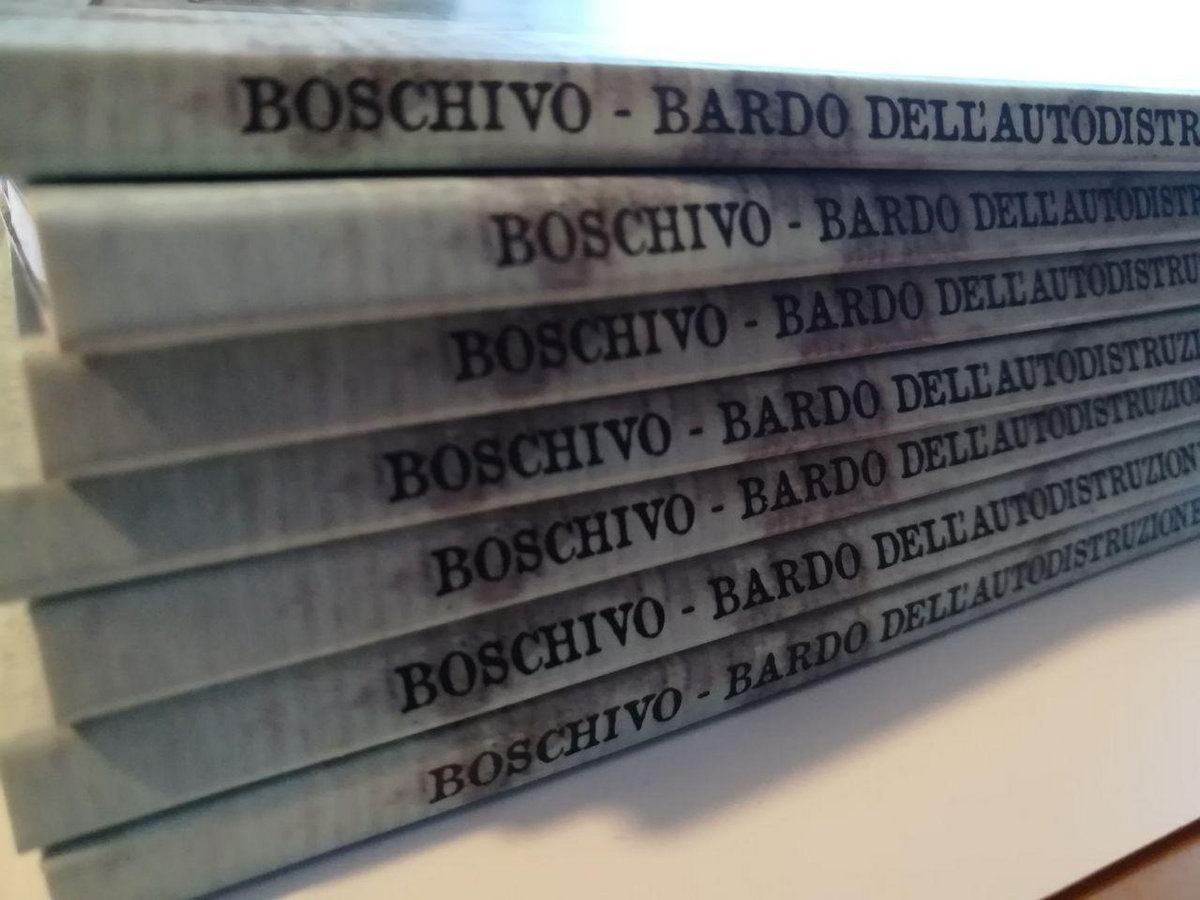 BOSCHIVO - BARDO DELL'AUTODISTR
BOSCHIVO - BARDO DELL'AUTODISTR
BOSCHIVO - BARDO DELL'AUTODISTRU
BOSCHIVO - BARDO DELL'AUTODISTRUZI
BOSCHIVO - BARDO DELL'AUTODISTRUZION
BOSCHIVO - BARDO DELL'AUTODISTRUZION
BOSCHIVO - BARDO DELL'AUTODISTRUZIONE